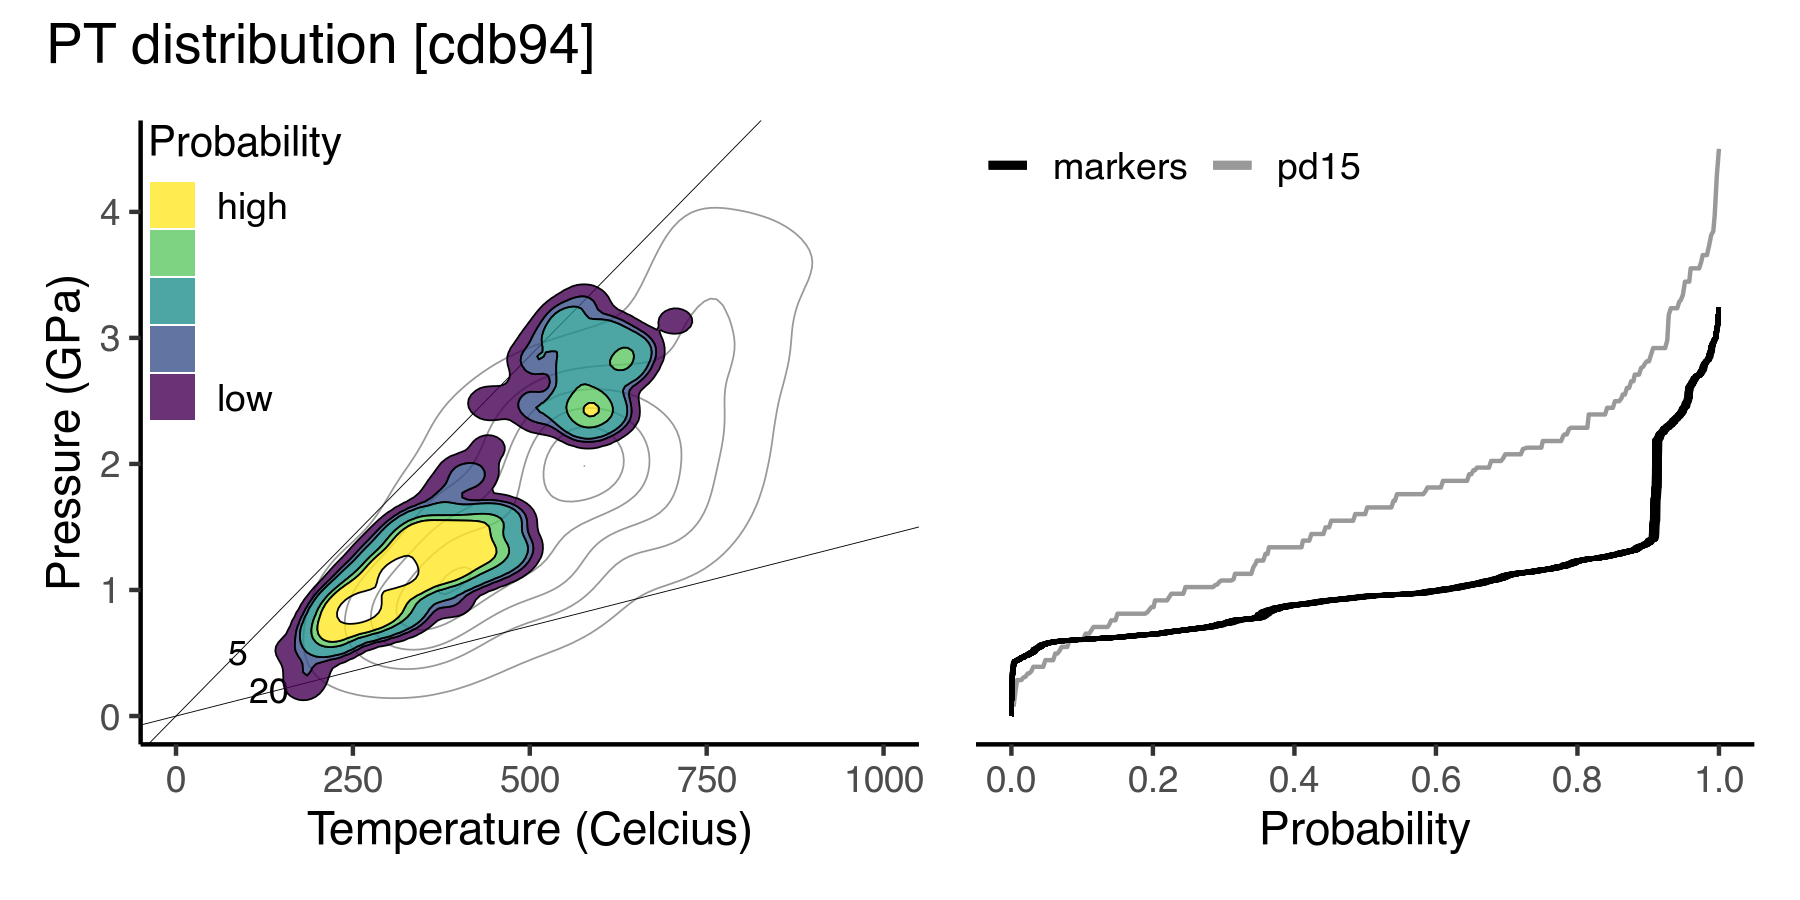 PT distribution [cdb94]
Probability
high
low
markers
pd15
4
3
2
1
0
Pressure (GPa)
5
20
0
250
500
750
1000
Temperature (Celcius)
0.0
0.2
0.4
0.6
0.8
1.0
Probability